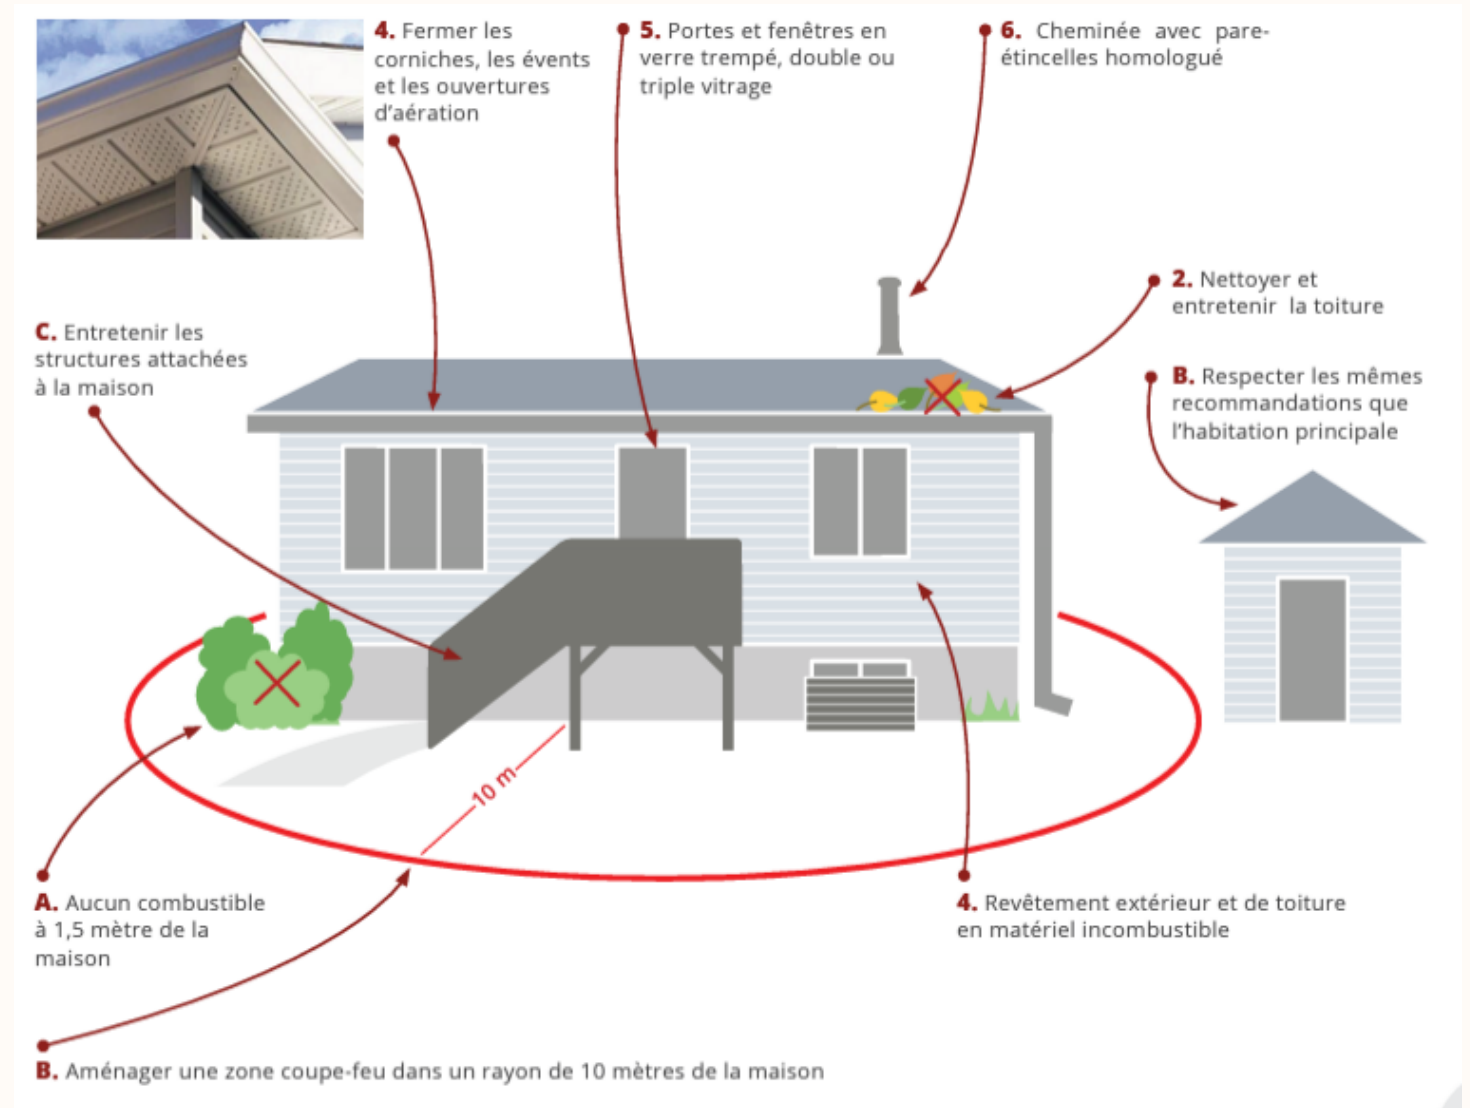 4. Fermer les
corniches, les évents
et les ouvertures
d'aération
5. Portes et fenêtres en
verre trempé, double ou
triple vitrage
6. Cheminée avec pare-
étincelles homologué
2. Nettoyer et
entretenir la toiture
C. Entretenir les
structures attachées
à la maison
B. Respecter les mêmes
recommandations que
l'habitation principale
10 m
A. Aucun combustible
à 1,5 mètre de la
maison
4. Revêtement extérieur et de toiture
en matériel incombustible
B. Aménager une zone coupe-feu dans un rayon de 10 mètres de la maison